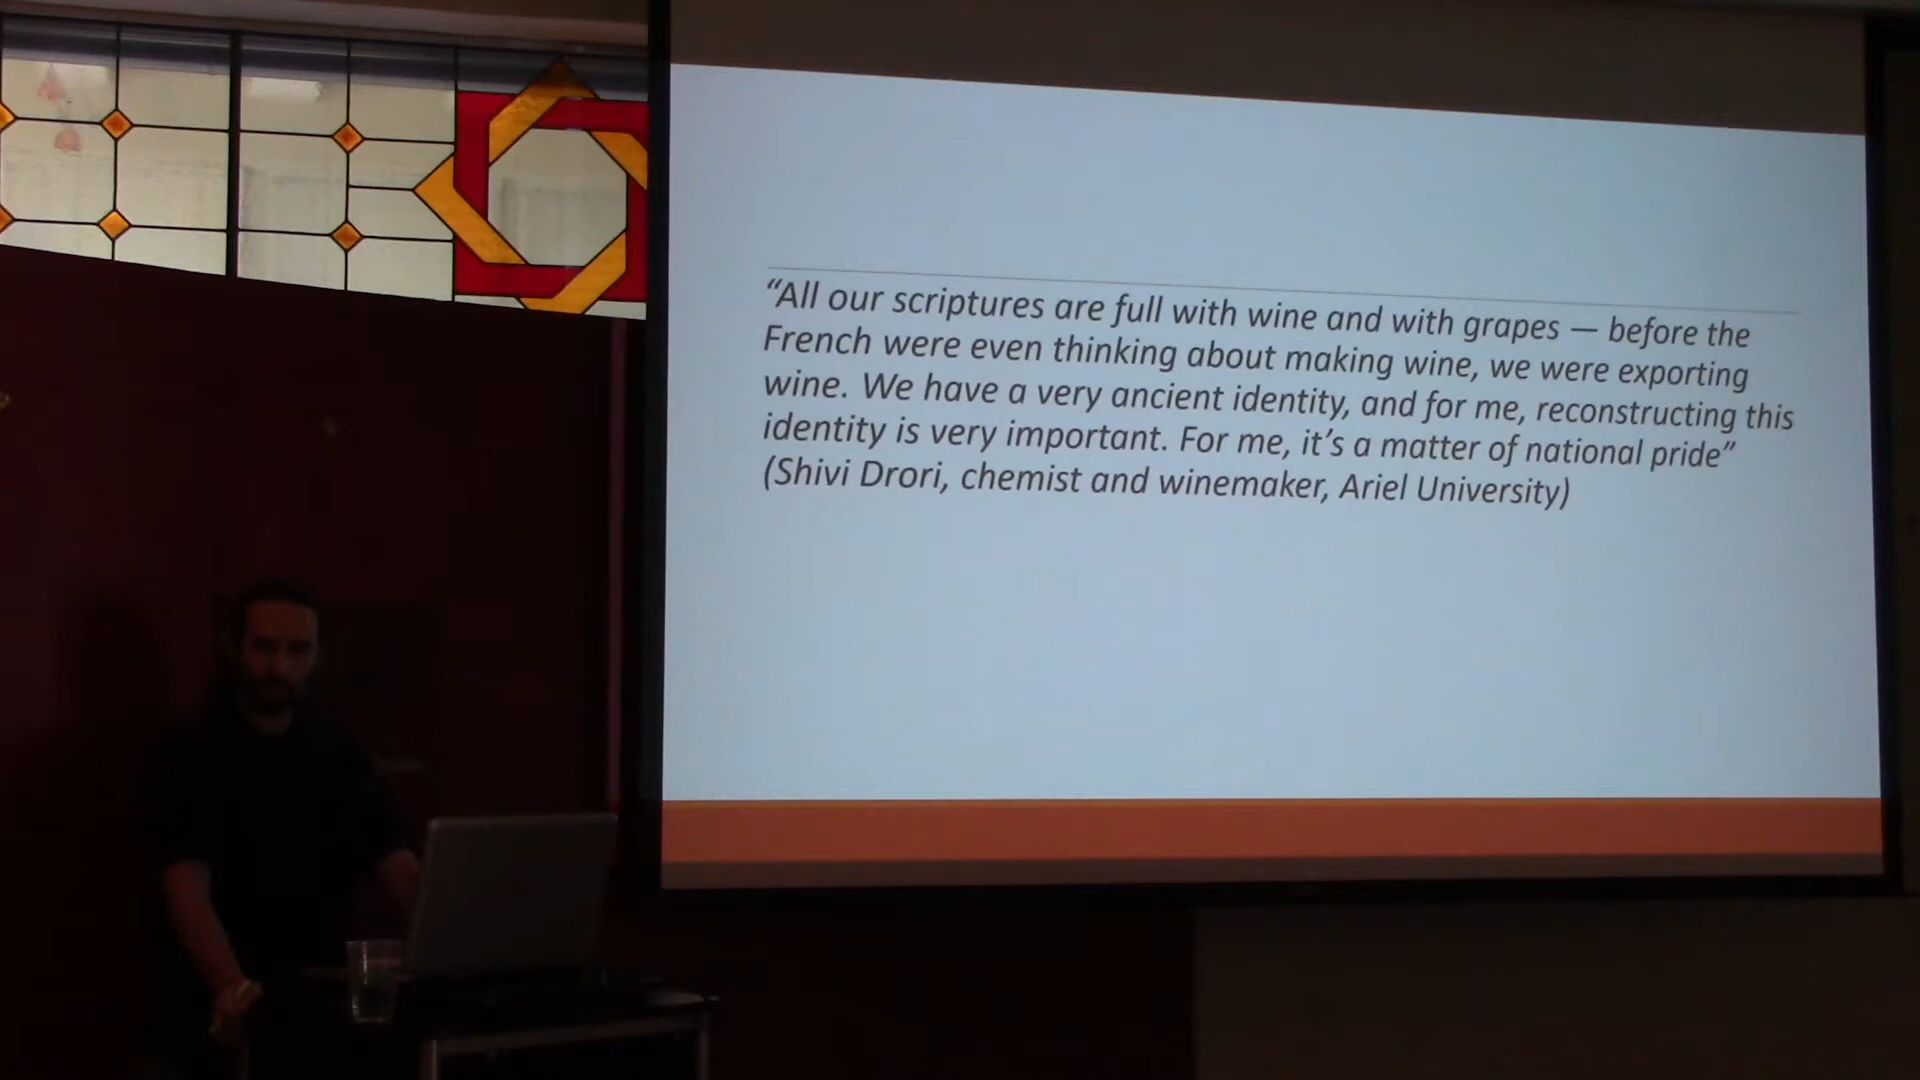 “All our scriptures are full with wine and with grapes — before the
French were even thinking about making wine, we were exporting
wine. We have a very ancient identity, and for me, reconstructing this
identity is very important. For me, it’s a matter of national pride”
(Shivi Drori, chemist and winemaker, Ariel University)